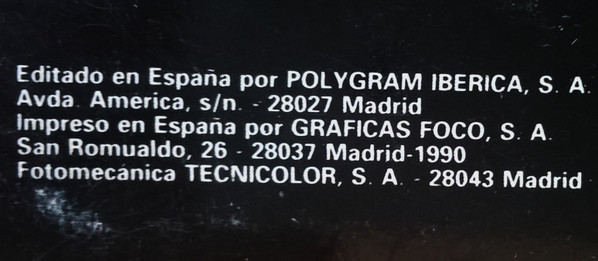 Editado en España por POLYGRAM IBERICA, S. A.
Avda. America, s/n. - 28027 Madrid
Impreso en España por GRAFICAS FOCO, S. A.
San Romualdo, 26 - 28037 Madrid-1990
Fotomecánica TECNICOLOR, S. A. - 28043 Madrid